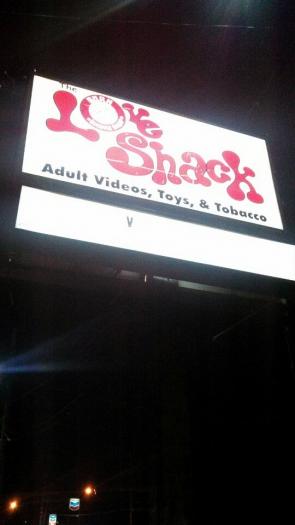 The
Love
Shack
Adult Videos, Toys, & Tobacco
V